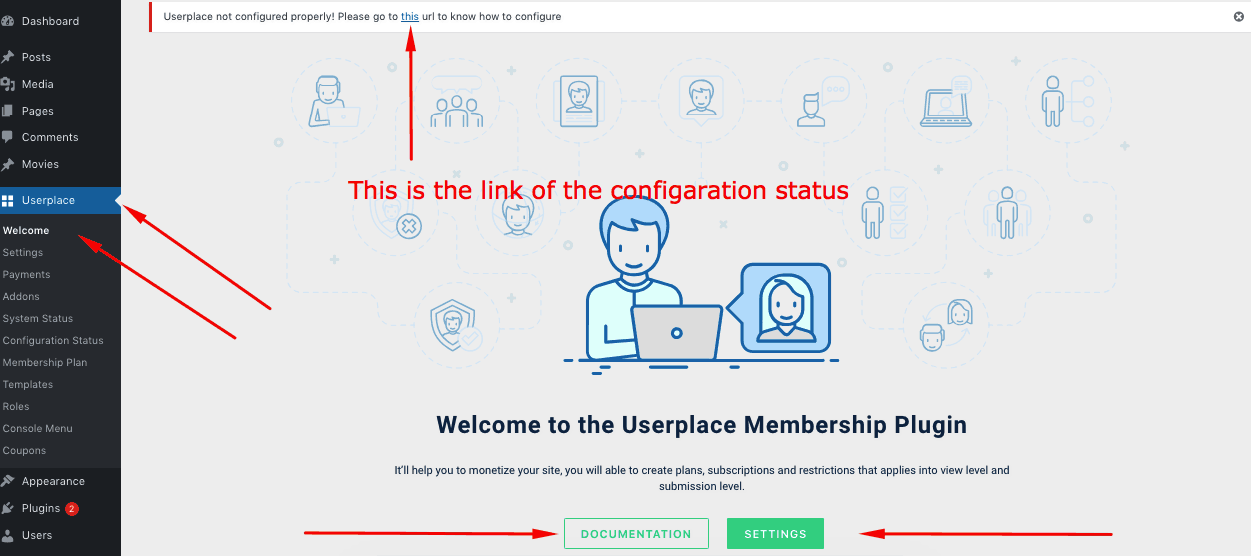 Dashboard
Posts
Media
Pages
Comments
Movies
Userplace
Welcome
Settings
Payments
Addons
System Status
Configuration Status
Membership Plan
Templates
Roles
Console Menu
Coupons
Appearance
Plugins 2
Users
Userplace not configured properly! Please go to this url to know how to configure
This is the link of the configaration status
Welcome to the Userplace Membership Plugin
It'll help you to monetize your site, you will able to create plans, subscriptions and restrictions that applies into view level and
submission level.
DOCUMENTATION SETTINGS